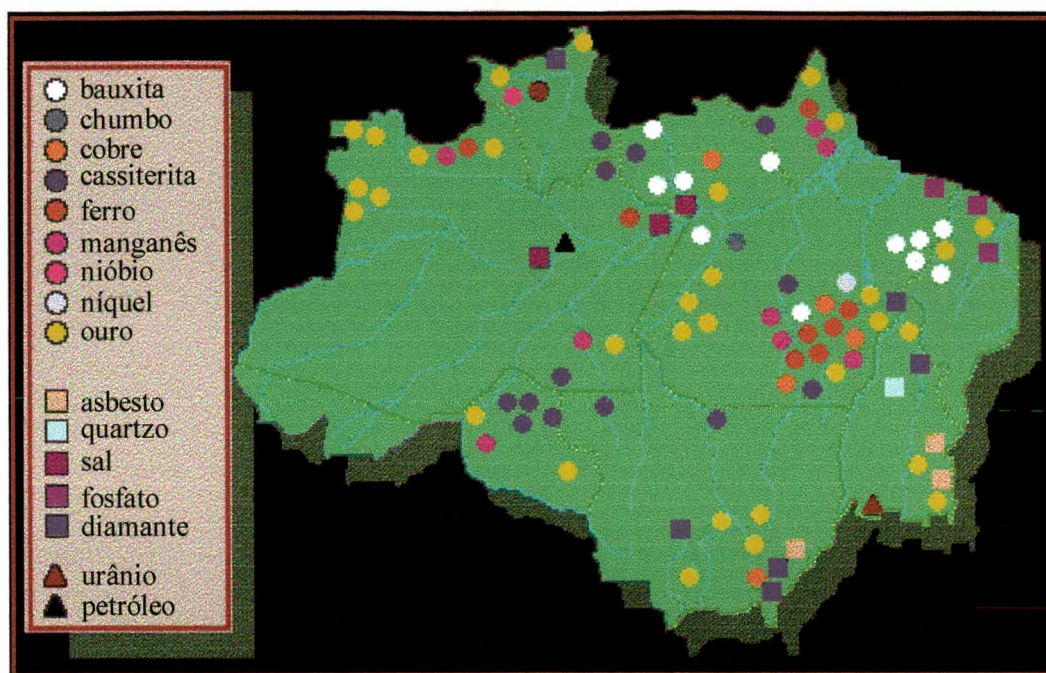 bauxita
chumbo
cobre
cassiterita
ferro
manganês
nióbio
níquel
ouro
asbesto
quartzo
sal
fosfato
diamante
urânio
petróleo